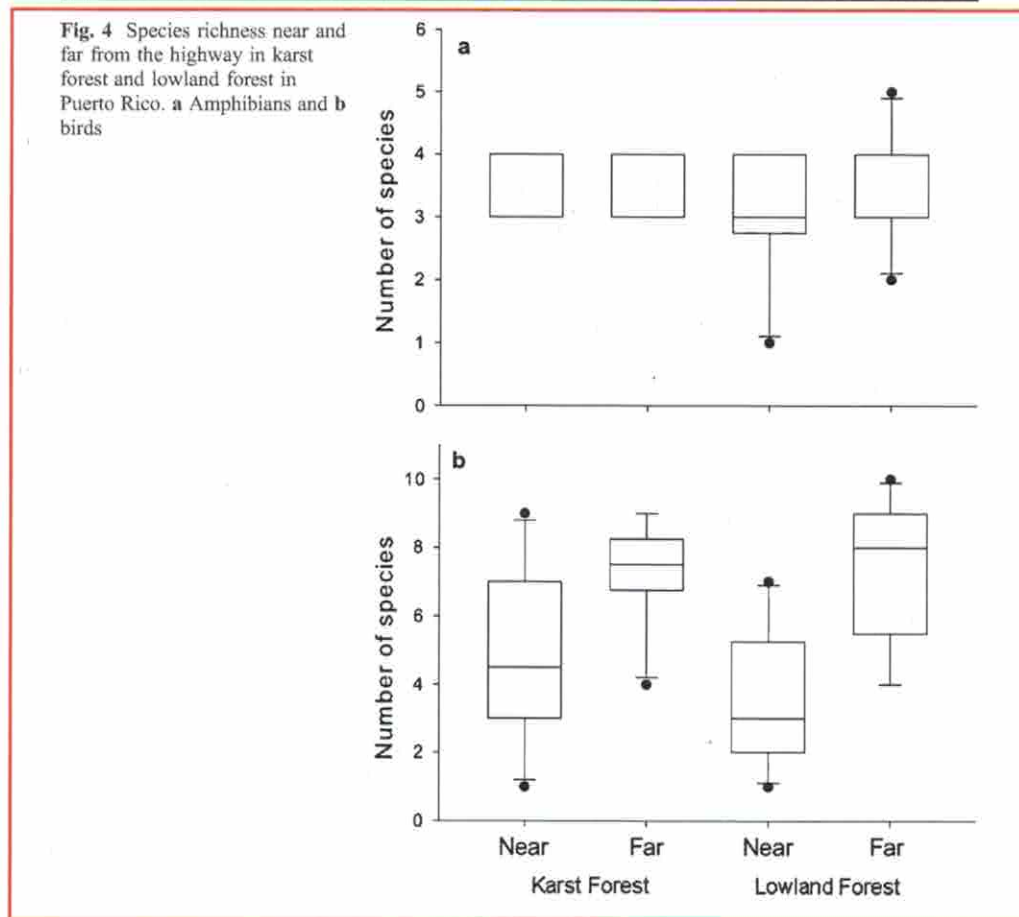 Fig. 4 Species richness near and
far from the highway in karst
forest and lowland forest in
Puerto Rico. a Amphibians and b
birds
a
Number of species
6
5
4
3
2
1
0
b
Number of species
10
8
6
4
2
0
Near Far Near Far
Karst Forest Lowland Forest